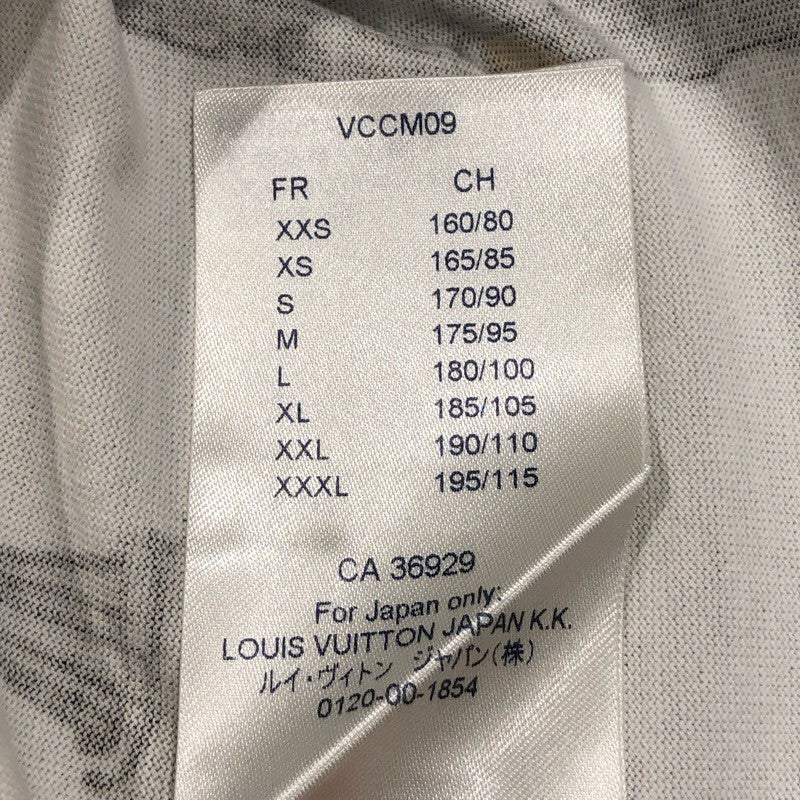 VCCM09
FR CH
XXS 160/80
XS 165/85
S 170/90
M 175/95
L 180/100
XL 185/105
XXL 190/110
XXXL 195/115
CA 36929
For Japan only:
LOUIS VUITTON JAPAN K.K.
ルイ・ヴィトン ジャパン(株)
0120-00-1854